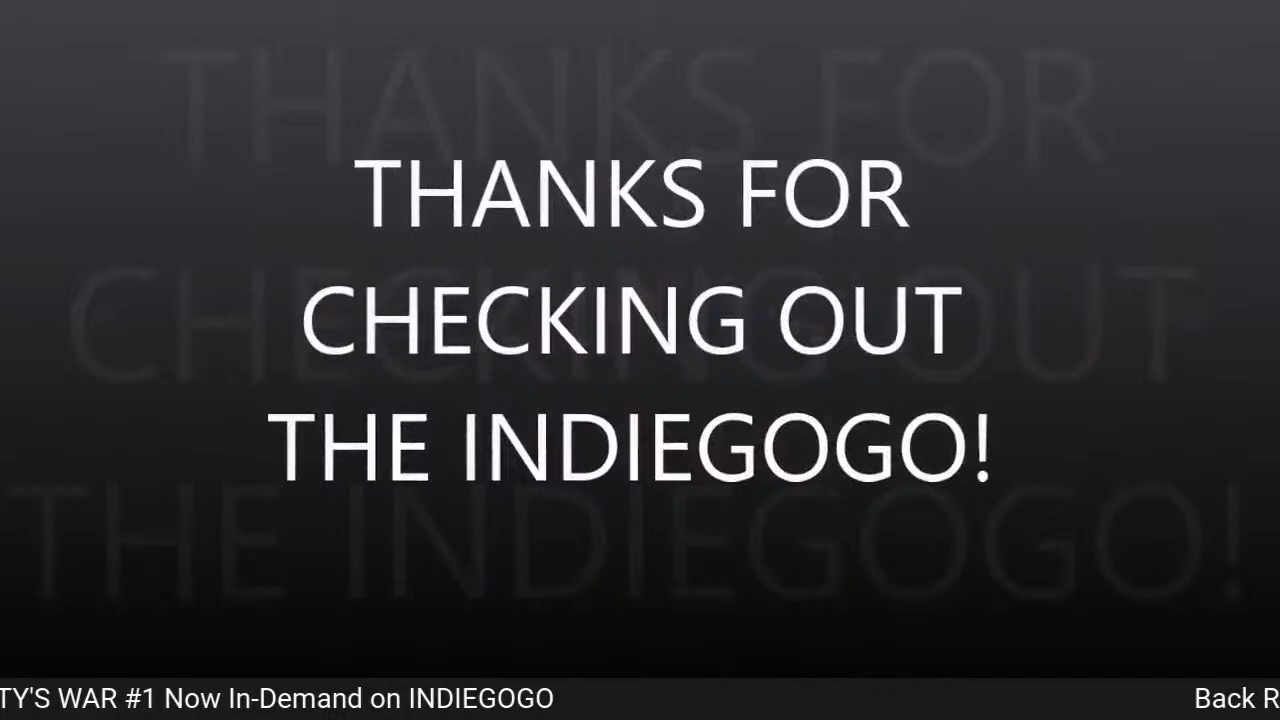 THANKS FOR
CHECKING OUT
THE INDIEGOGO!
TY'S WAR #1 Now In-Demand on INDIEGOGO
Back R